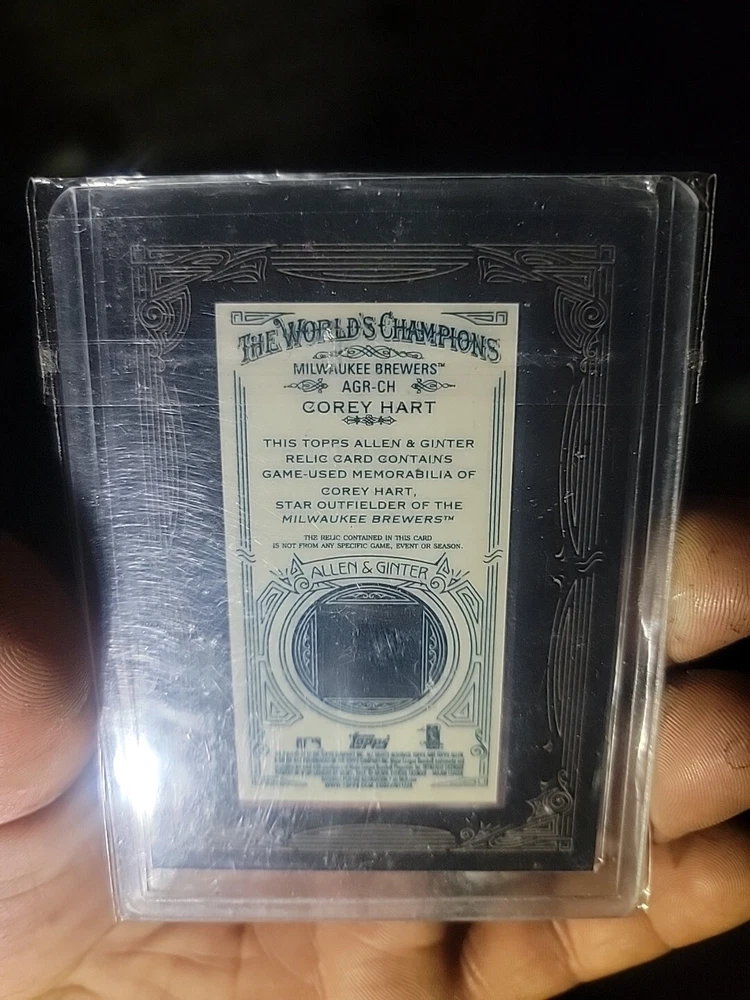 THE WORLD'S CHAMPIONS
MILWAUKEE BREWERS™
AGR-CH
COREY HART
THIS TOPPS ALLEN & GINTER
RELIC CARD CONTAINS
GAME-USED MEMORABILIA OF
COREY HART,
STAR OUTFIELDER OF THE
MILWAUKEE BREWERS™
THE RELIC CONTAINED IN THIS CARD
IS NOT FROM ANY SPECIFIC GAME, EVENT OR SEASON.
ALLEN & GINTER
TOPPS